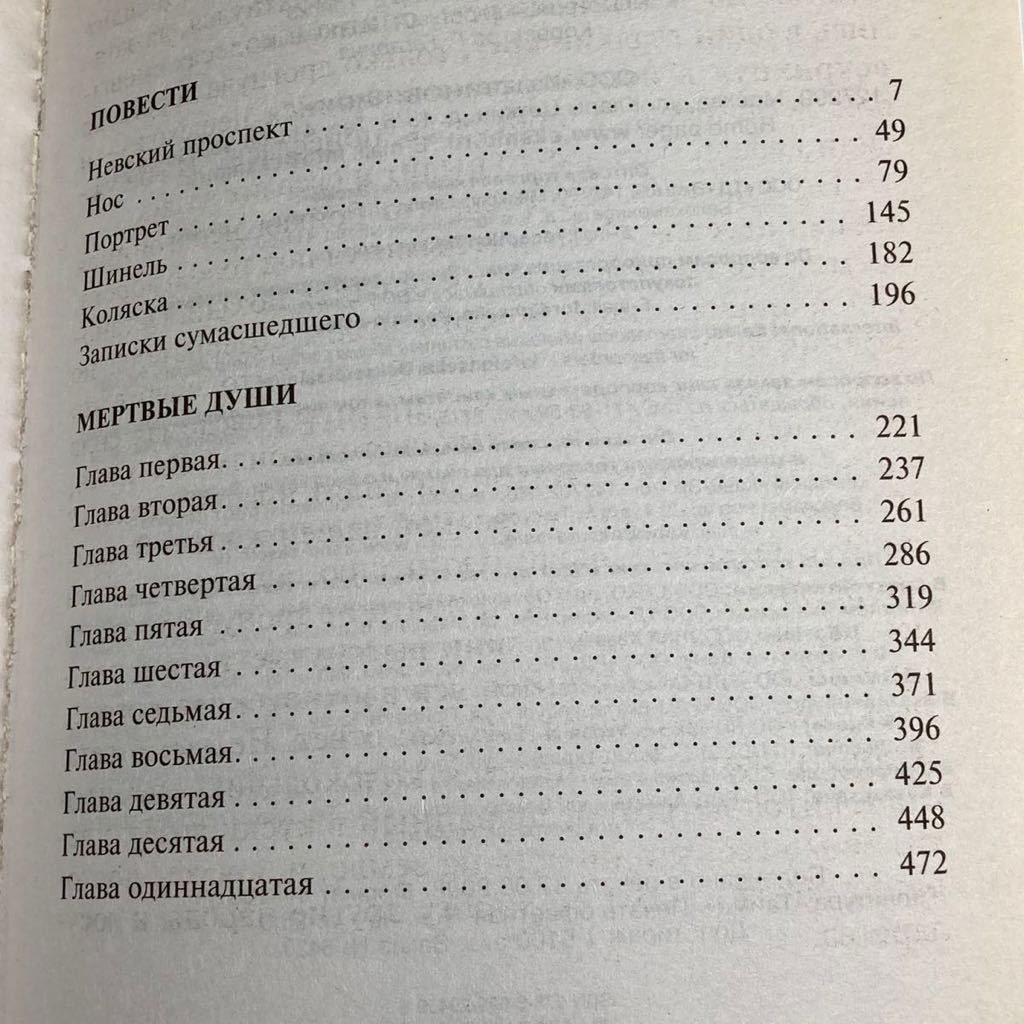 ПОВЕСТИ
Невский проспект . . . . . . . . . . . . . . . . . . . . . . . . . . . . . . 7
Нос . . . . . . . . . . . . . . . . . . . . . . . . . . . . . . . . . . . . . 49
Портрет . . . . . . . . . . . . . . . . . . . . . . . . . . . . . . . . . . 79
Шинель . . . . . . . . . . . . . . . . . . . . . . . . . . . . . . . . . . 145
Коляска . . . . . . . . . . . . . . . . . . . . . . . . . . . . . . . . . . 182
Записки сумасшедшего . . . . . . . . . . . . . . . . . . . . . . . . 196
МЕРТВЫЕ ДУШИ
Глава первая. . . . . . . . . . . . . . . . . . . . . . . . . . . . . . . 221
Глава вторая. . . . . . . . . . . . . . . . . . . . . . . . . . . . . . . 237
Глава третья . . . . . . . . . . . . . . . . . . . . . . . . . . . . . . . 261
Глава четвертая . . . . . . . . . . . . . . . . . . . . . . . . . . . . . 286
Глава пятая . . . . . . . . . . . . . . . . . . . . . . . . . . . . . . . 319
Глава шестая . . . . . . . . . . . . . . . . . . . . . . . . . . . . . . . 344
Глава седьмая. . . . . . . . . . . . . . . . . . . . . . . . . . . . . . . 371
Глава восьмая. . . . . . . . . . . . . . . . . . . . . . . . . . . . . . . 396
Глава девятая . . . . . . . . . . . . . . . . . . . . . . . . . . . . . . 425
Глава десятая . . . . . . . . . . . . . . . . . . . . . . . . . . . . . . 448
Глава одиннадцатая . . . . . . . . . . . . . . . . . . . . . . . . . . 472